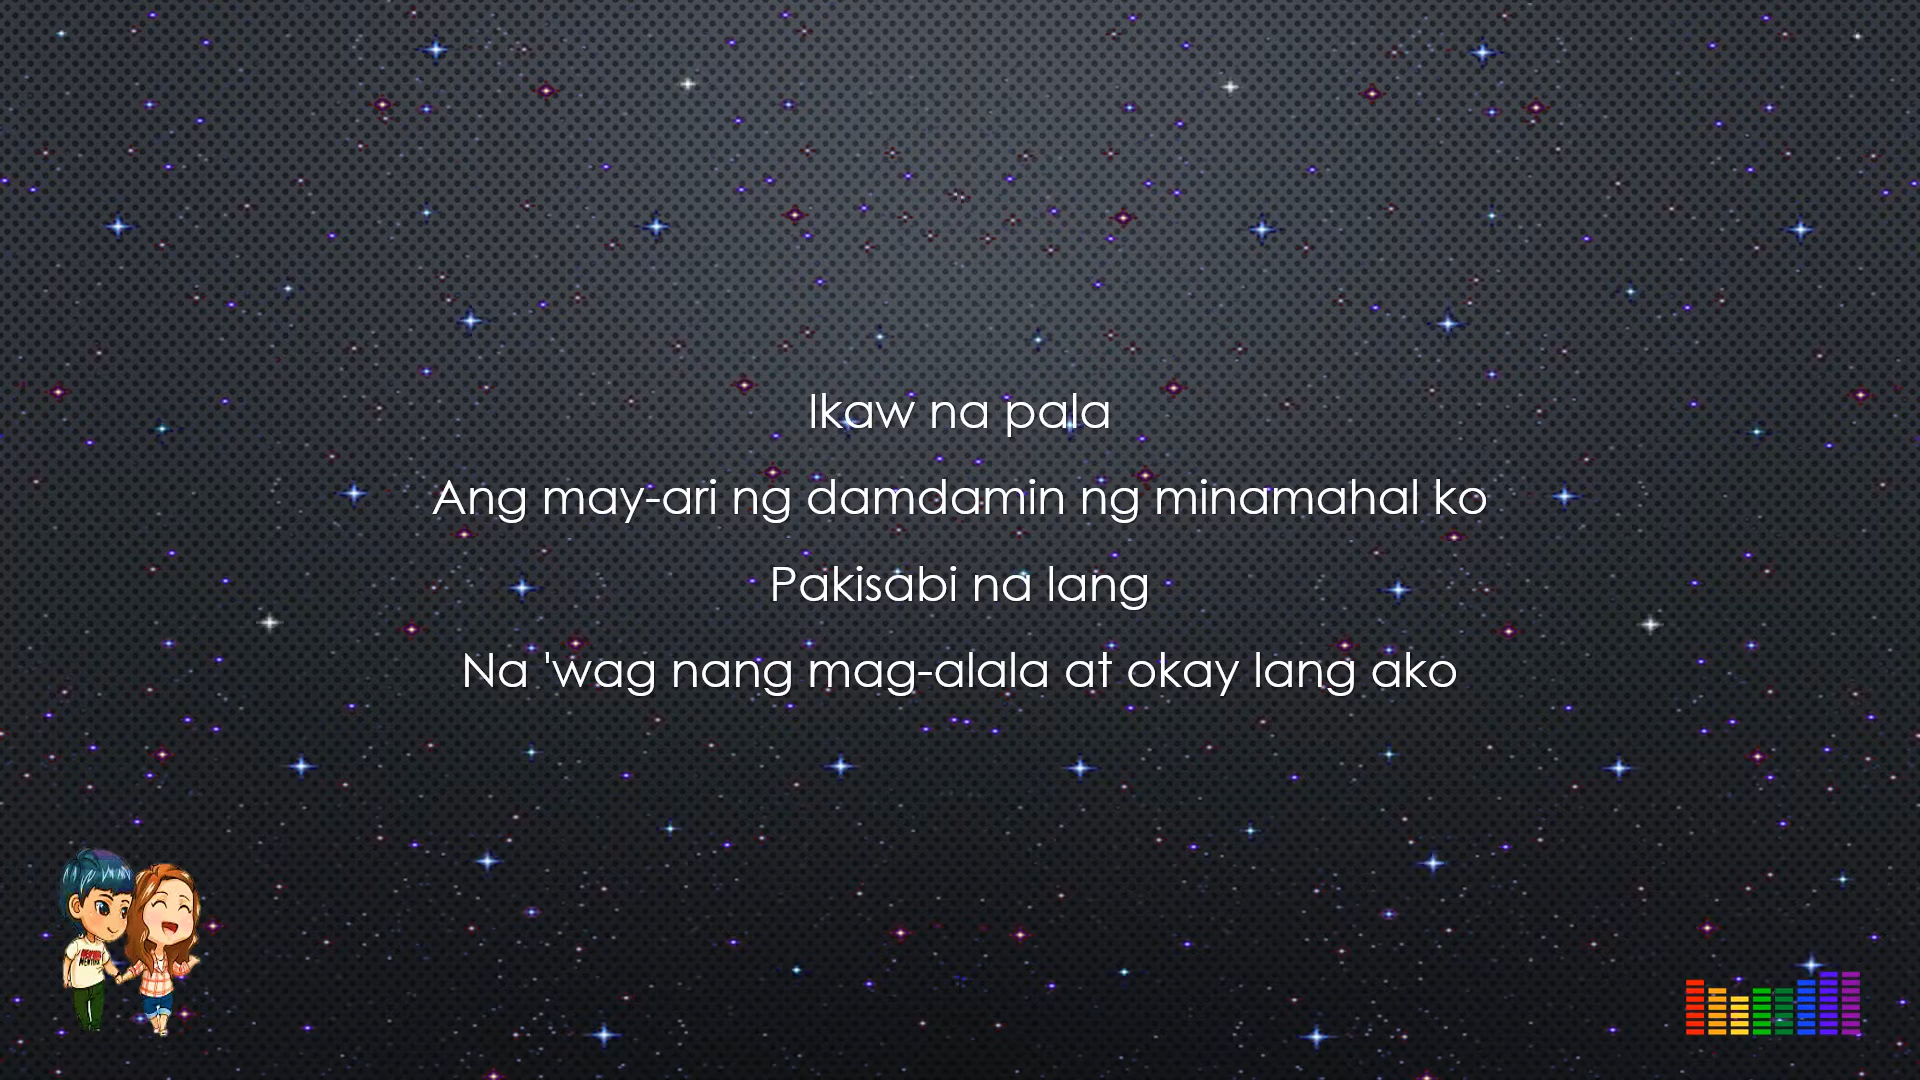 Ikaw na pala
Ang may-ari ng damdamin ng minamahal ko
Pakisabi na lang
Na 'wag nang mag-alala at okay lang ako